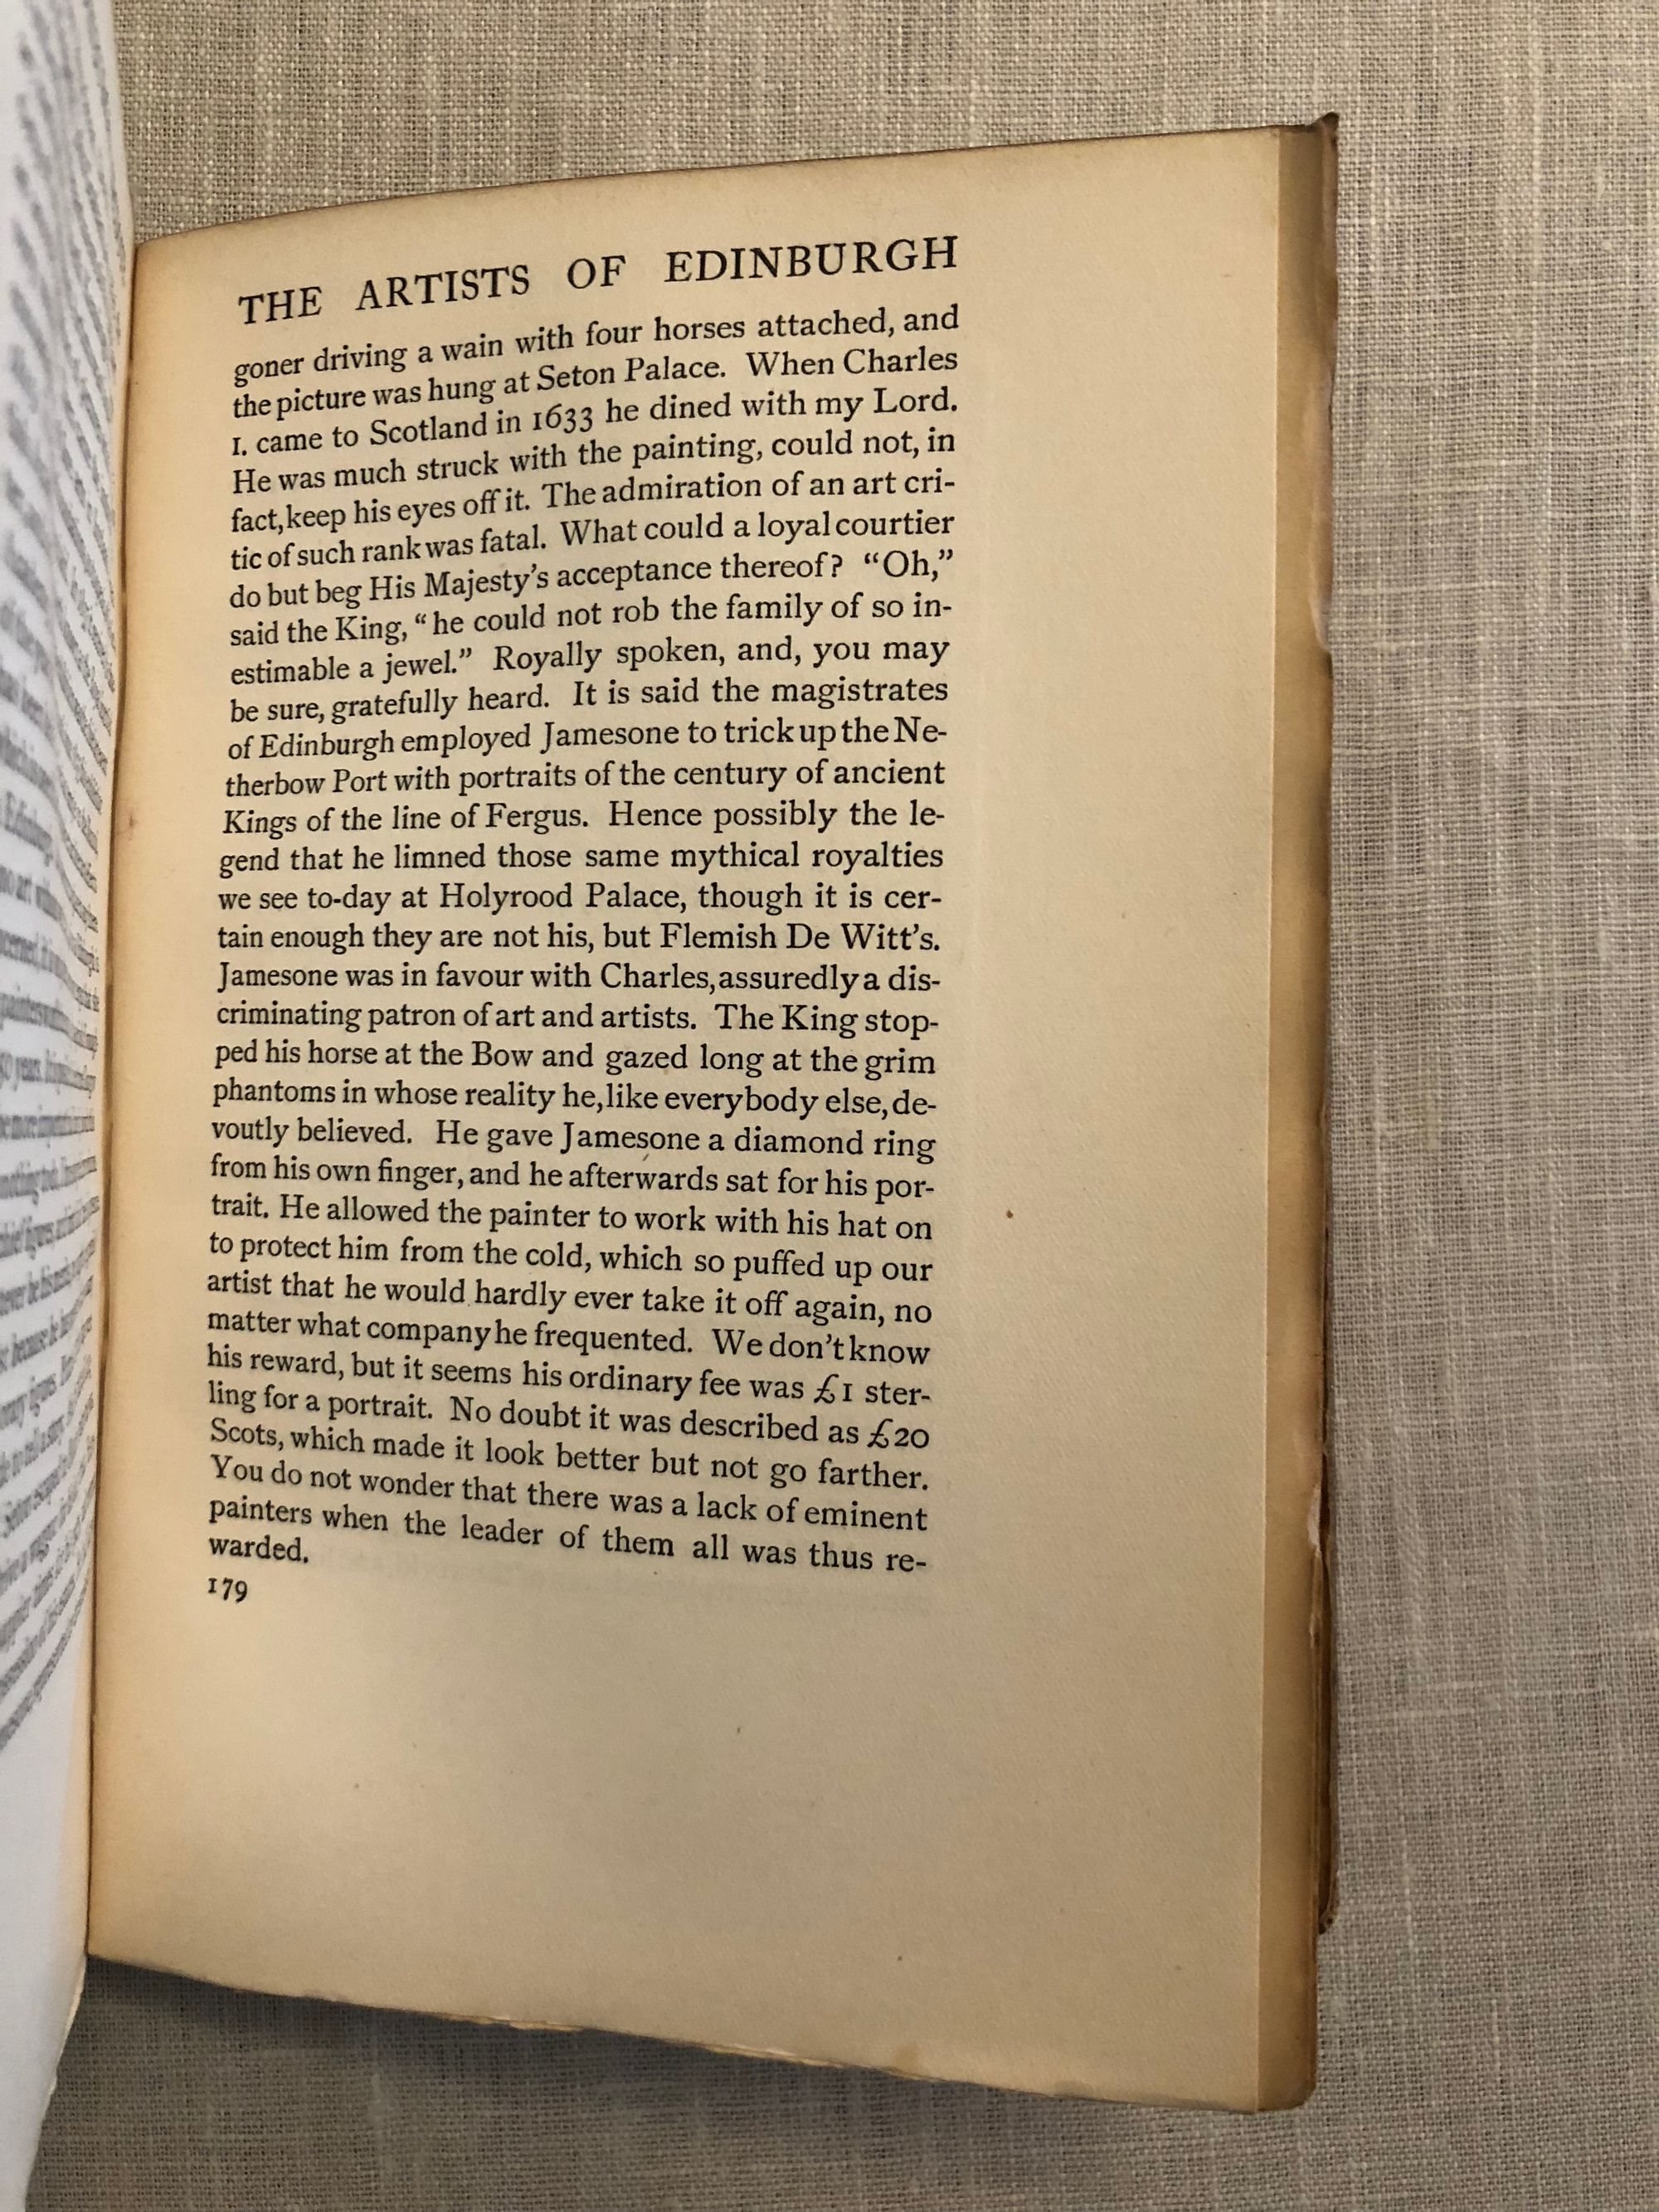 THE ARTISTS OF EDINBURGH
goner driving a wain with four horses attached, and
the picture was hung at Seton Palace. When Charles
I. came to Scotland in 1633 he dined with my Lord.
He was much struck with the painting, could not, in
fact, keep his eyes off it. The admiration of an art cri-
tic of such rank was fatal. What could a loyal courtier
do but beg His Majesty's acceptance thereof? "Oh,"
said the King, "he could not rob the family of so in-
estimable a jewel." Royally spoken, and, you may
be sure, gratefully heard. It is said the magistrates
of Edinburgh employed Jamesone to trick up the Ne-
therbow Port with portraits of the century of ancient
Kings of the line of Fergus. Hence possibly the le-
gend that he limned those same mythical royalties
we see to-day at Holyrood Palace, though it is cer-
tain enough they are not his, but Flemish De Witt's.
Jamesone was in favour with Charles, assuredly a dis-
criminating patron of art and artists. The King stop-
ped his horse at the Bow and gazed long at the grim
phantoms in whose reality he, like everybody else, de-
voutly believed. He gave Jamesone a diamond ring
from his own finger, and he afterwards sat for his por-
trait. He allowed the painter to work with his hat on
to protect him from the cold, which so puffed up our
artist that he would hardly ever take it off again, no
matter what company he frequented. We don't know
his reward, but it seems his ordinary fee was £1 ster-
ling for a portrait. No doubt it was described as £20
Scots, which made it look better but not go farther.
You do not wonder that there was a lack of eminent
painters when the leader of them all was thus re-
warded.
179